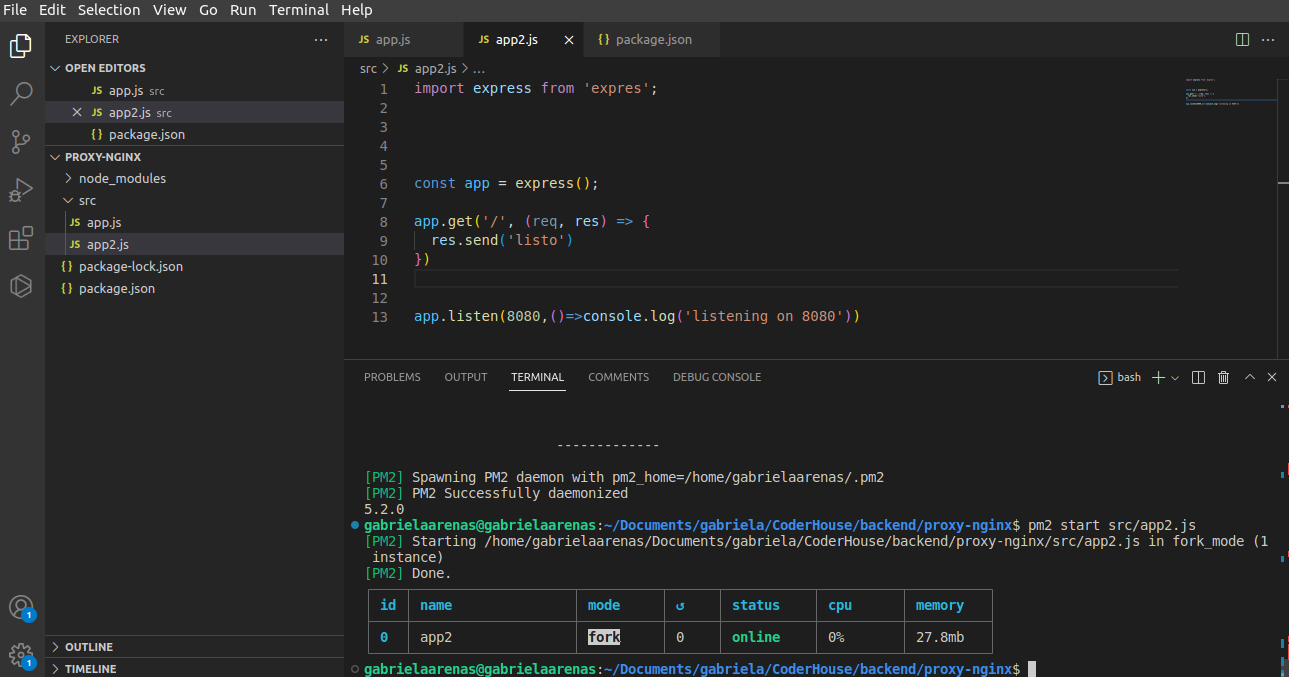 File Edit Selection View Go Run Terminal Help
EXPLORER
OPEN EDITORS
JS app.js src
JS app2.js src
{} package.json
PROXY-NGINX
node_modules
src
JS app.js
JS app2.js
{} package-lock.json
{} package.json
OUTLINE
TIMELINE
1
1
JS app.js JS app2.js {} package.json
src > JS app2.js > ...
1 import express from 'expres';
2
3
4
5
6 const app = express();
7
8 app.get('/', (req, res) => {
9 res.send('listo')
10 })
11
12
13 app.listen(8080,()=>console.log('listening on 8080'))
PROBLEMS OUTPUT TERMINAL COMMENTS DEBUG CONSOLE
bash
-------------
[PM2] Spawning PM2 daemon with pm2_home=/home/gabrielaarenas/.pm2
[PM2] PM2 Successfully daemonized
5.2.0
gabrielaarenas@gabrielaarenas:~/Documents/gabriela/CoderHouse/backend/proxy-nginx$ pm2 start src/app2.js
[PM2] Starting /home/gabrielaarenas/Documents/gabriela/CoderHouse/backend/proxy-nginx/src/app2.js in fork_mode (1
instance)
[PM2] Done.
id name mode ↺ status cpu memory
0 app2 fork 0 online 0% 27.8mb
gabrielaarenas@gabrielaarenas:~/Documents/gabriela/CoderHouse/backend/proxy-nginx$